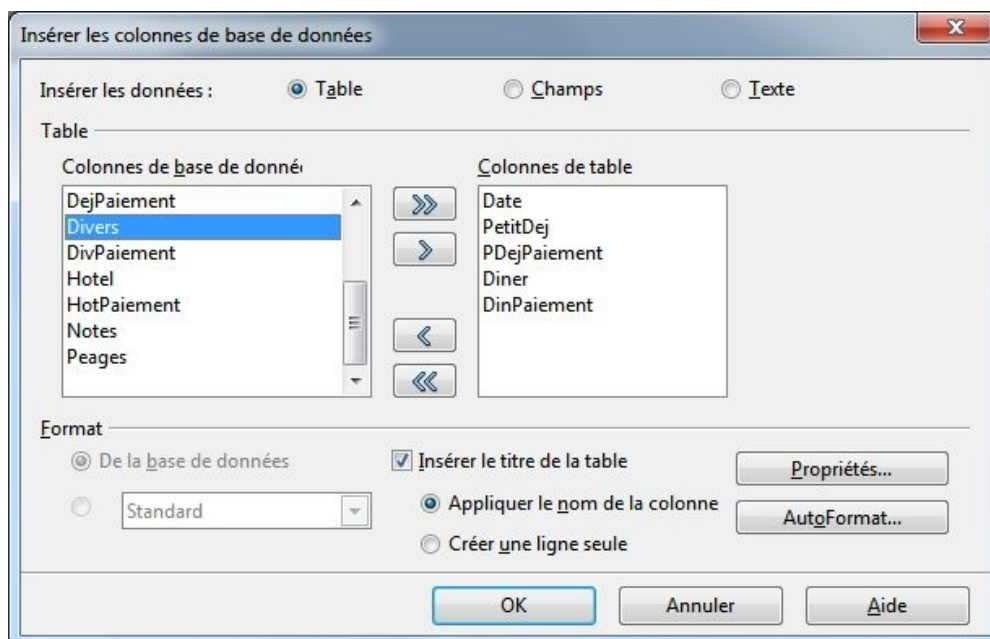 Insérer les colonnes de base de données
Insérer les données : Table Champs Texte
Table
Colonnes de base de donné
Colonnes de table
DejPaiement
Divers
DivPaiement
Hotel
HotPaiement
Notes
Peages
Date
PetitDej
PDejPaiement
Diner
DinPaiement
Format
De la base de données
Standard
Insérer le titre de la table
Appliquer le nom de la colonne
Créer une ligne seule
Propriétés...
AutoFormat...
OK Annuler Aide